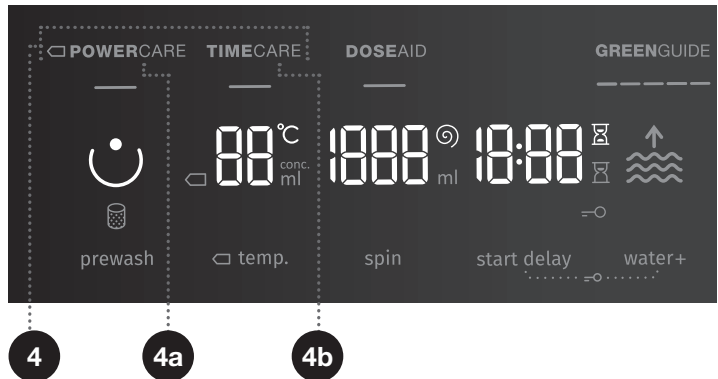 POWERCARE TIMECARE DOSEAID GREENGUIDE
88 °C 1888 18:88
conc.
ml ml
prewash temp. spin start delay water+
4 4a 4b